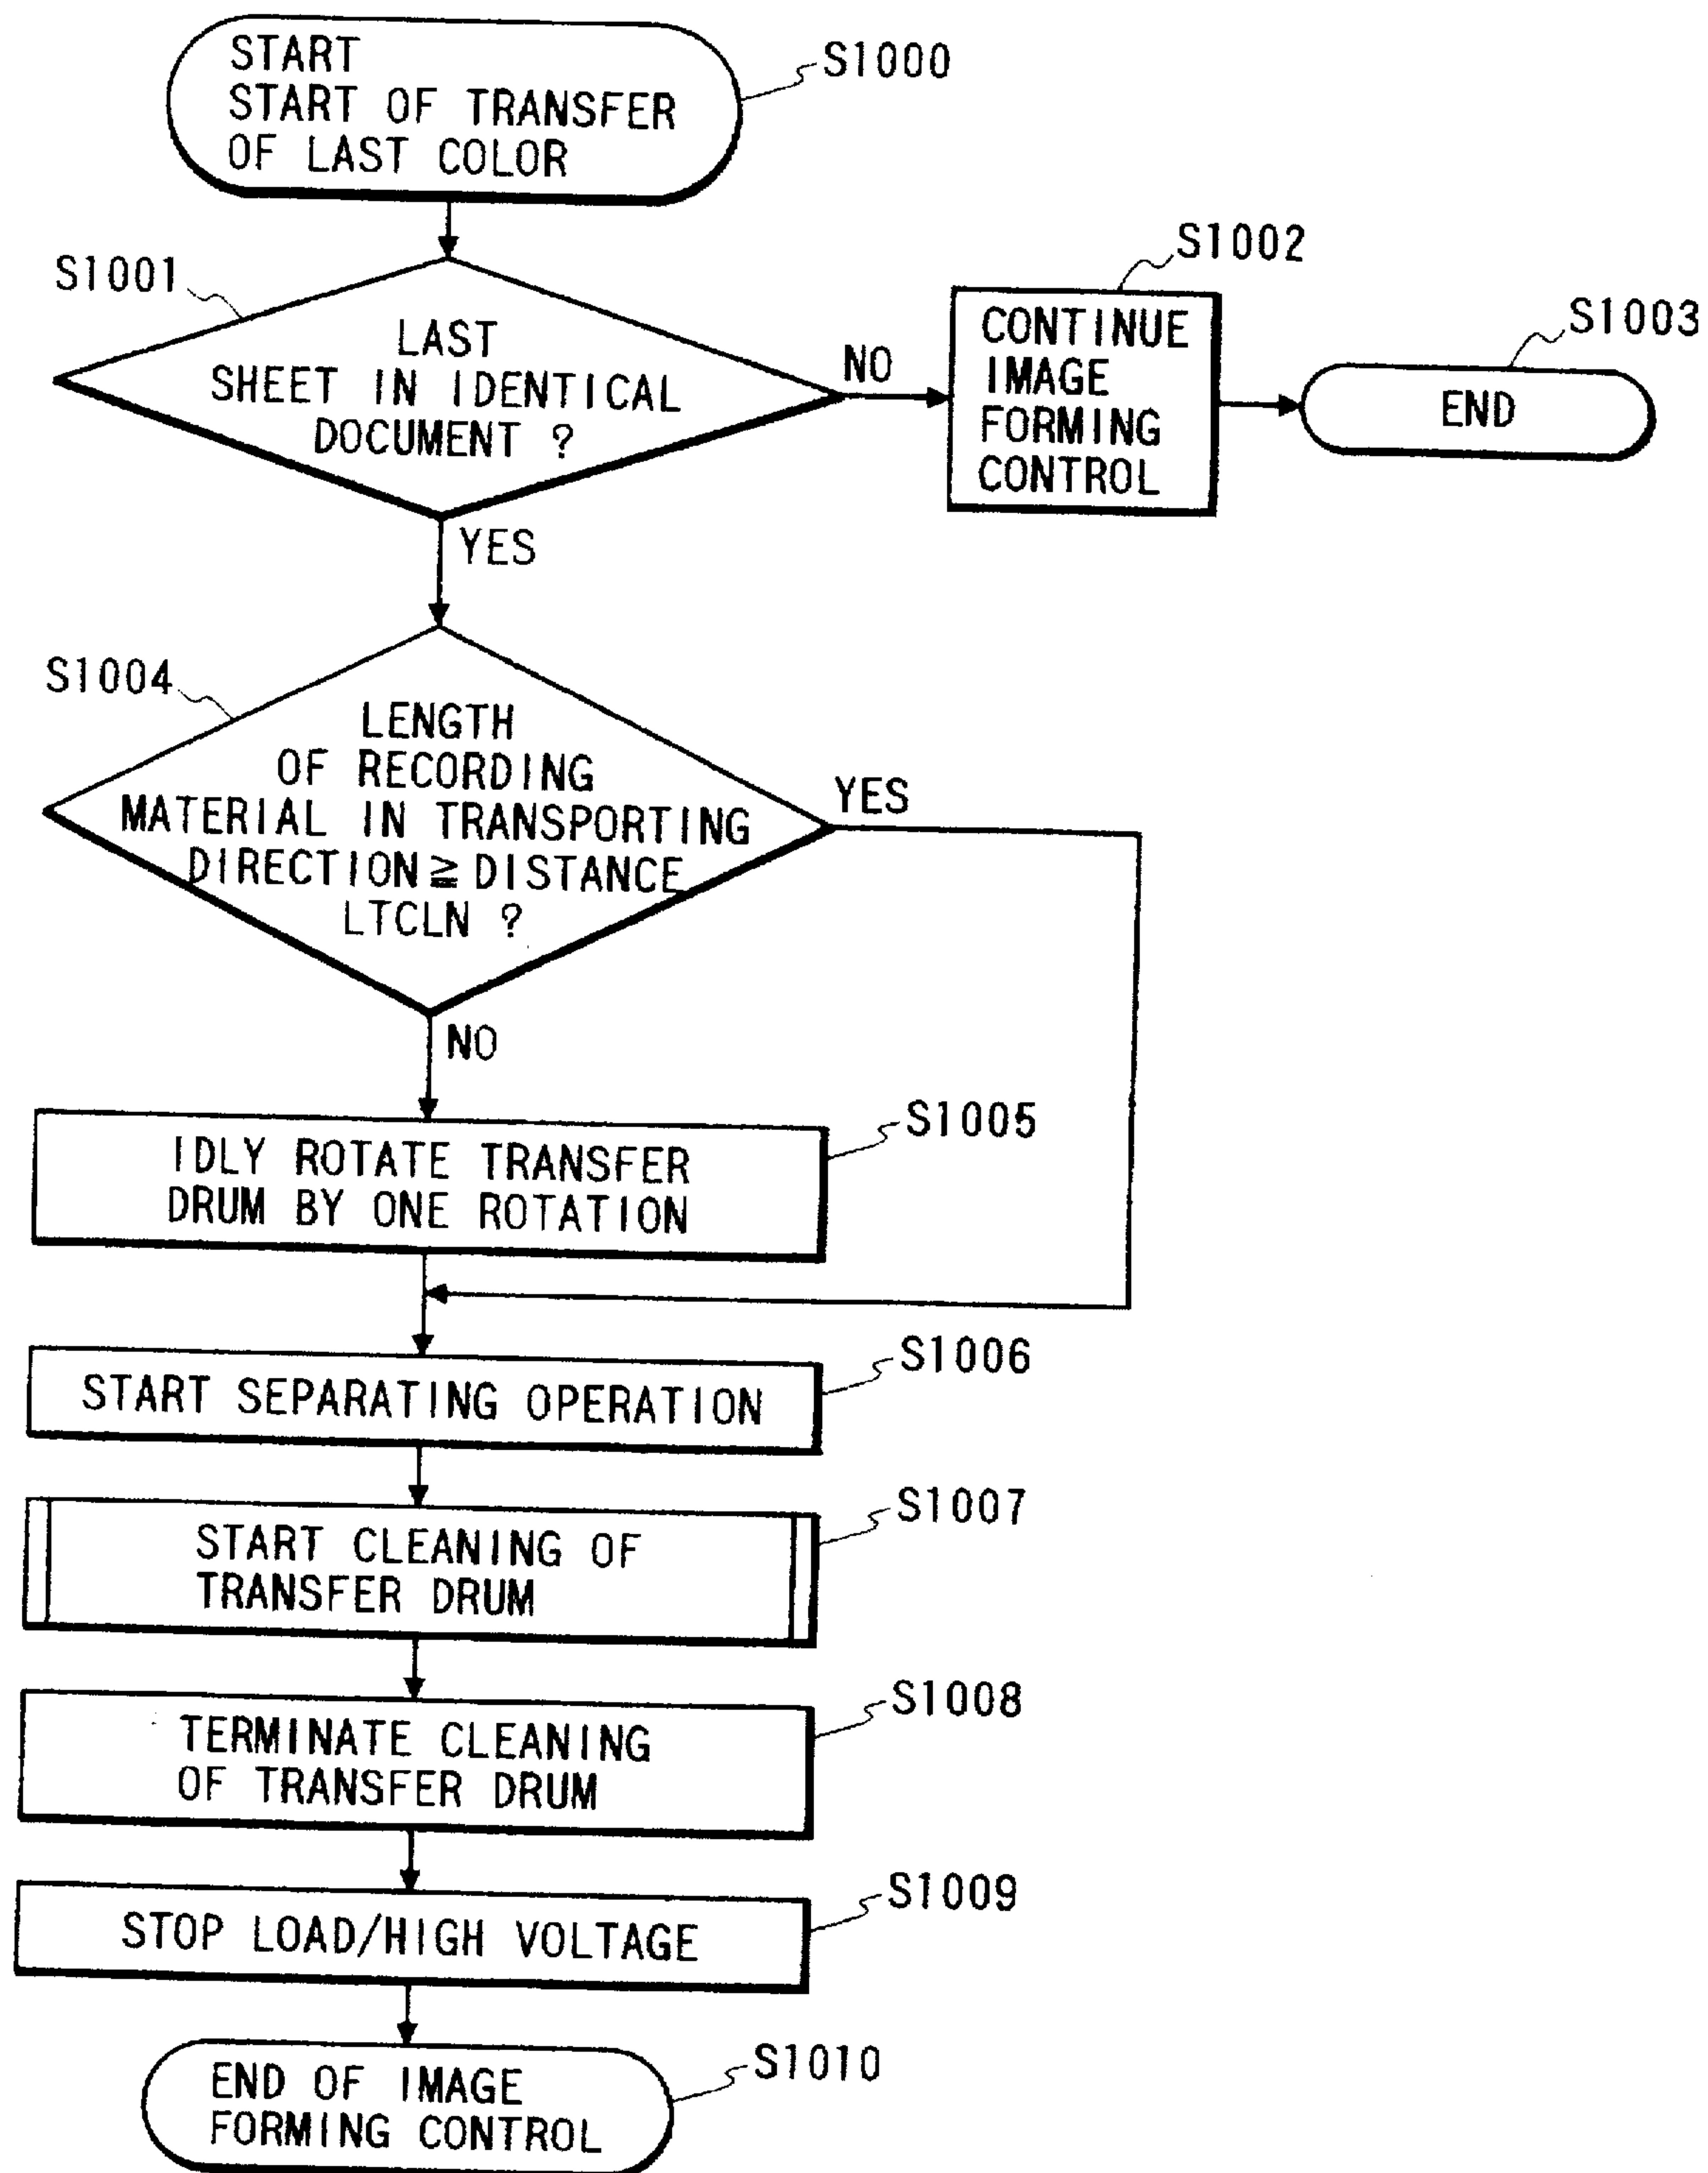 START
START OF TRANSFER
OF LAST COLOR
S1000
S1001
LAST
SHEET IN IDENTICAL
DOCUMENT ?
NO
YES
S1002
CONTINUE
IMAGE
FORMING
CONTROL
S1003
END
S1004
LENGTH
OF RECORDING
MATERIAL IN TRANSPORTING
DIRECTION ≧ DISTANCE
LTCLN ?
YES
NO
S1005
IDLY ROTATE TRANSFER
DRUM BY ONE ROTATION
S1006
START SEPARATING OPERATION
S1007
START CLEANING OF
TRANSFER DRUM
S1008
TERMINATE CLEANING
OF TRANSFER DRUM
S1009
STOP LOAD/HIGH VOLTAGE
S1010
END OF IMAGE
FORMING CONTROL